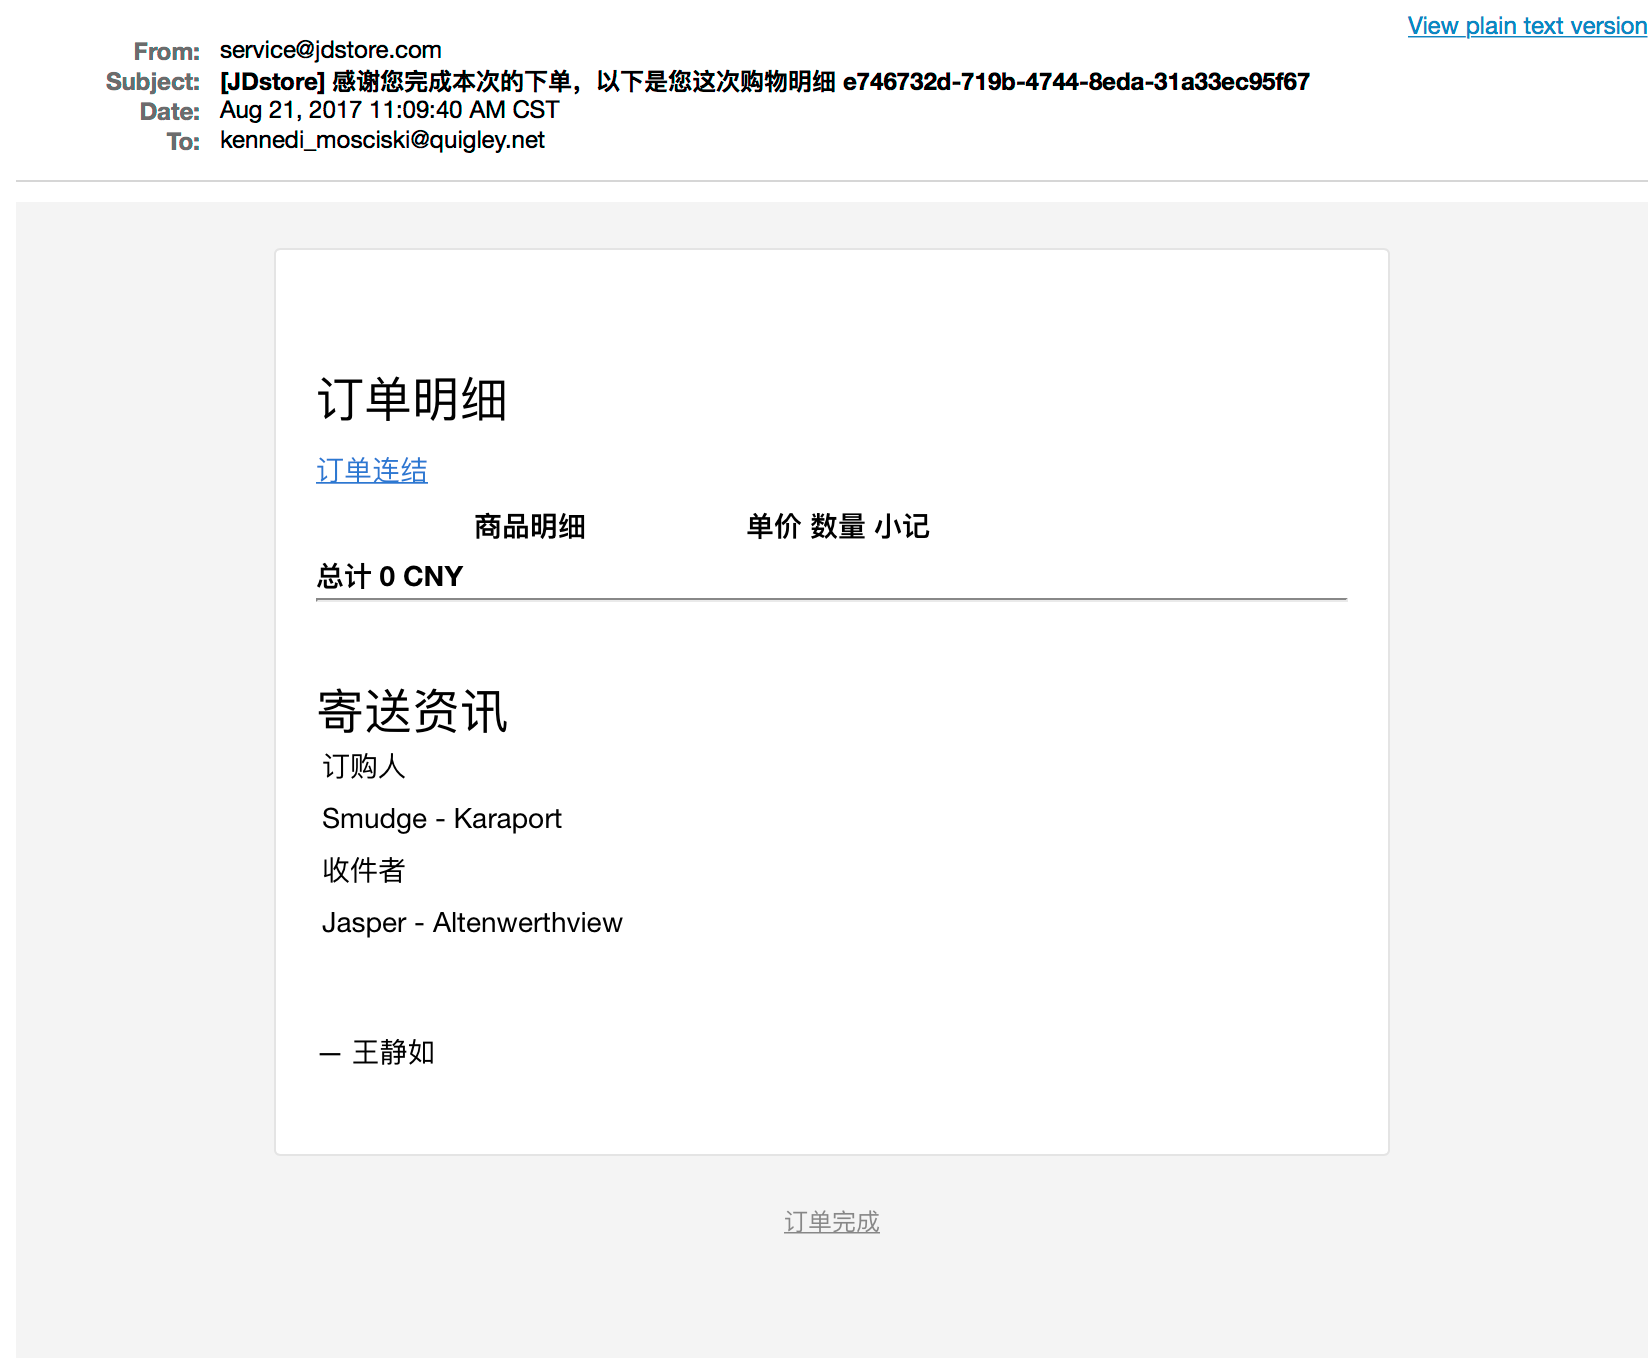 View plain text version
From: service@jdstore.com
Subject: [JDstore] 感谢您完成本次的下单，以下是您这次购物明细 e746732d-719b-4744-8eda-31a33ec95f67
Date: Aug 21, 2017 11:09:40 AM CST
To: kennedi_mosciski@quigley.net
订单明细
订单连结
商品明细 单价 数量 小记
总计 0 CNY
寄送资讯
订购人
Smudge - Karaport
收件者
Jasper - Altenwerthview
— 王静如
订单完成